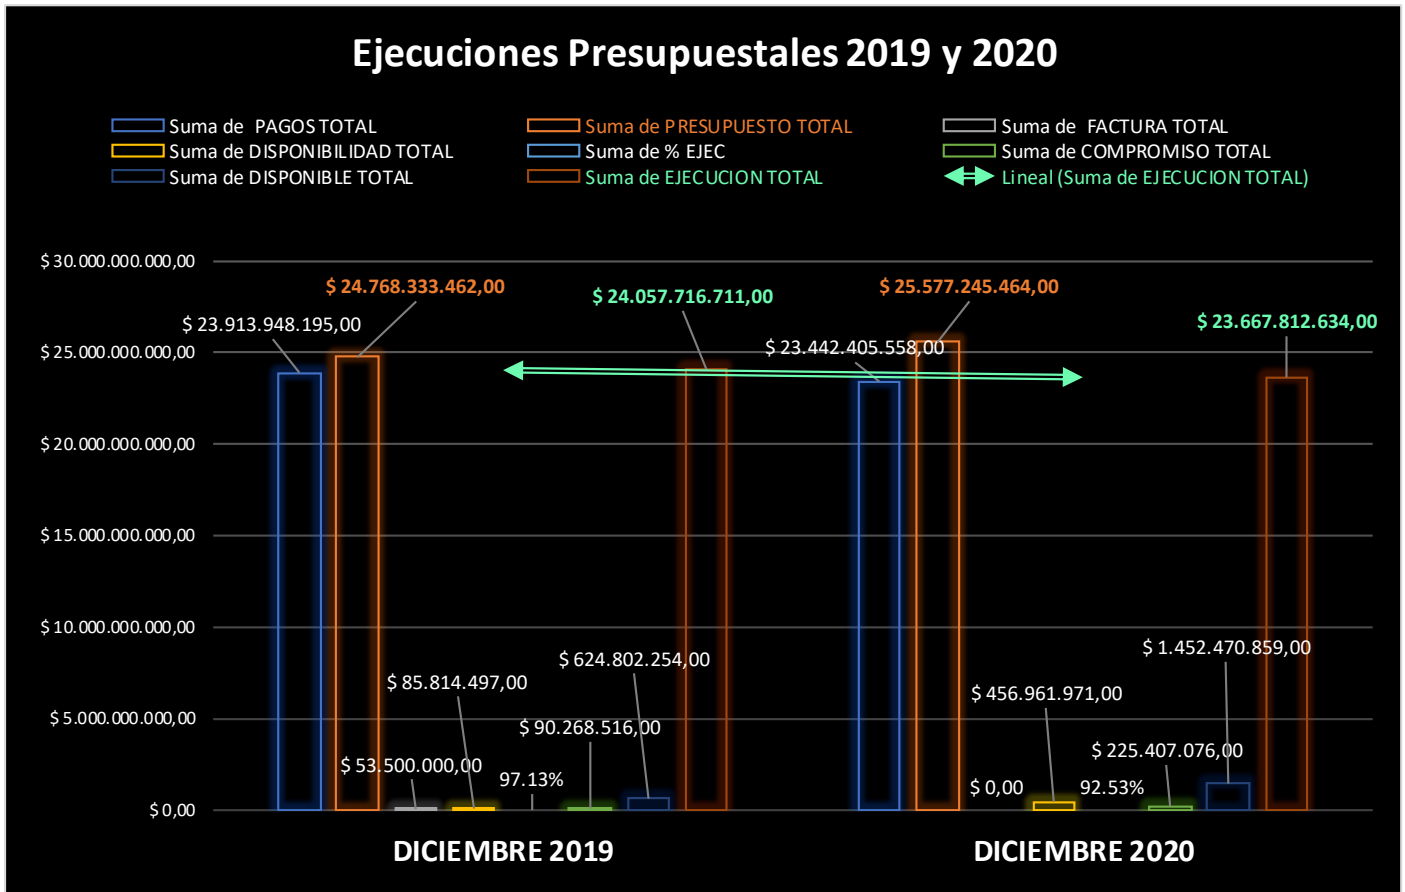 Ejecuciones Presupuestales 2019 y 2020
Suma de PAGOS TOTAL
Suma de PRESUPUESTO TOTAL
Suma de FACTURA TOTAL
Suma de DISPONIBILIDAD TOTAL
Suma de % EJEC
Suma de COMPROMISO TOTAL
Suma de DISPONIBLE TOTAL
Suma de EJECUCION TOTAL
Lineal (Suma de EJECUCION TOTAL)
$ 30.000.000.000,00
$ 25.000.000.000,00
$ 20.000.000.000,00
$ 15.000.000.000,00
$ 10.000.000.000,00
$ 5.000.000.000,00
$ 0,00
$ 23.913.948.195,00
$ 24.768.333.462,00
$ 53.500.000,00
$ 85.814.497,00
97.13%
$ 90.268.516,00
$ 624.802.254,00
$ 24.057.716.711,00
$ 23.442.405.558,00
$ 25.577.245.464,00
$ 0,00
$ 456.961.971,00
92.53%
$ 225.407.076,00
$ 1.452.470.859,00
$ 23.667.812.634,00
DICIEMBRE 2019
DICIEMBRE 2020